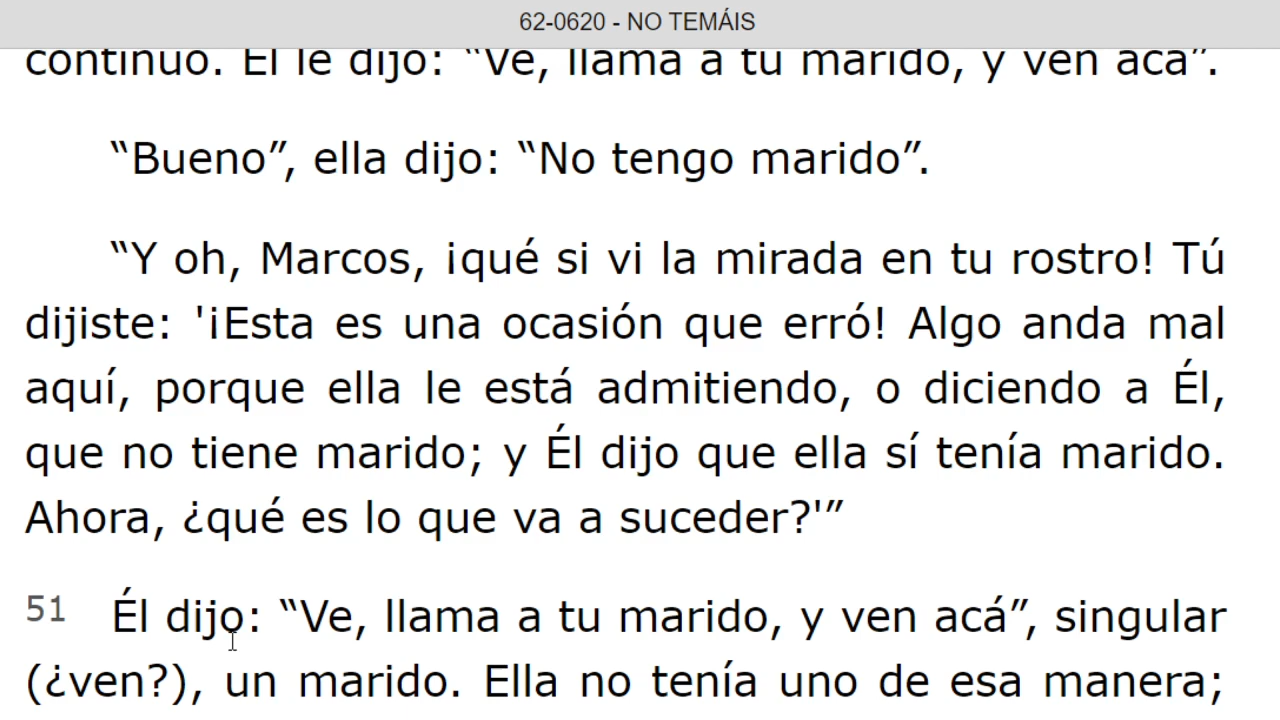 62-0620 - NO TEMÁIS
continuo. Él le dijo: “Ve, llama a tu marido, y ven acá”.
“Bueno”, ella dijo: “No tengo marido”.
“Y oh, Marcos, ¡qué si vi la mirada en tu rostro! Tú
dijiste: '¡Esta es una ocasión que erró! Algo anda mal
aquí, porque ella le está admitiendo, o diciendo a Él,
que no tiene marido; y Él dijo que ella sí tenía marido.
Ahora, ¿qué es lo que va a suceder?'”
51 Él dijo: “Ve, llama a tu marido, y ven acá”, singular
(¿ven?), un marido. Ella no tenía uno de esa manera;